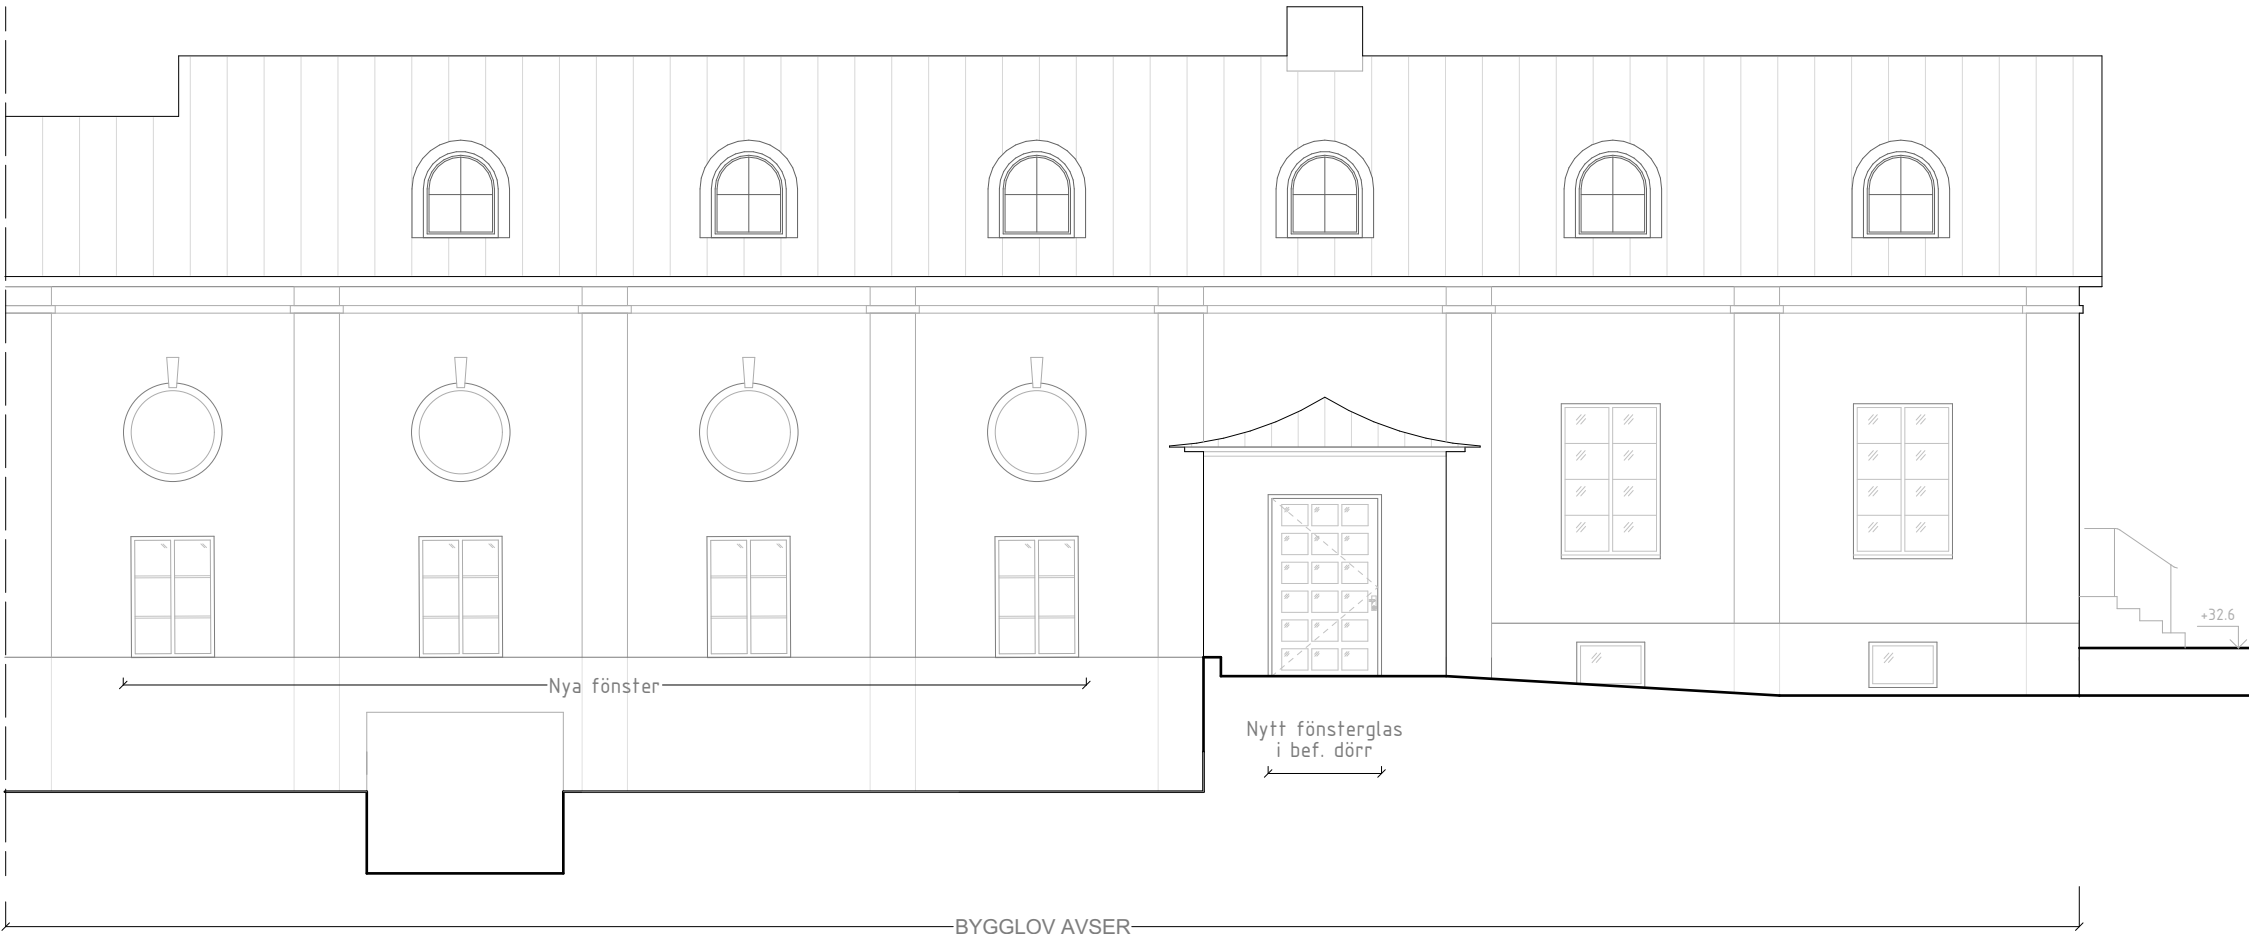 +32.6
Nya fönster
Nytt fönsterglas
i bef. dörr
BYGGLOV AVSER